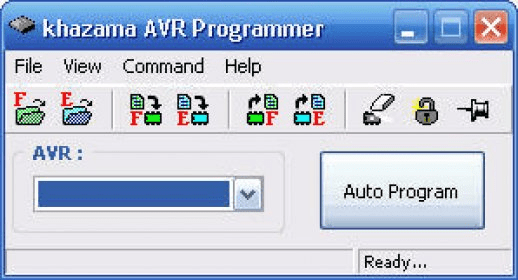 khazama AVR Programmer
File View Command Help
F E F E F E
AVR :
Auto Program
Ready...